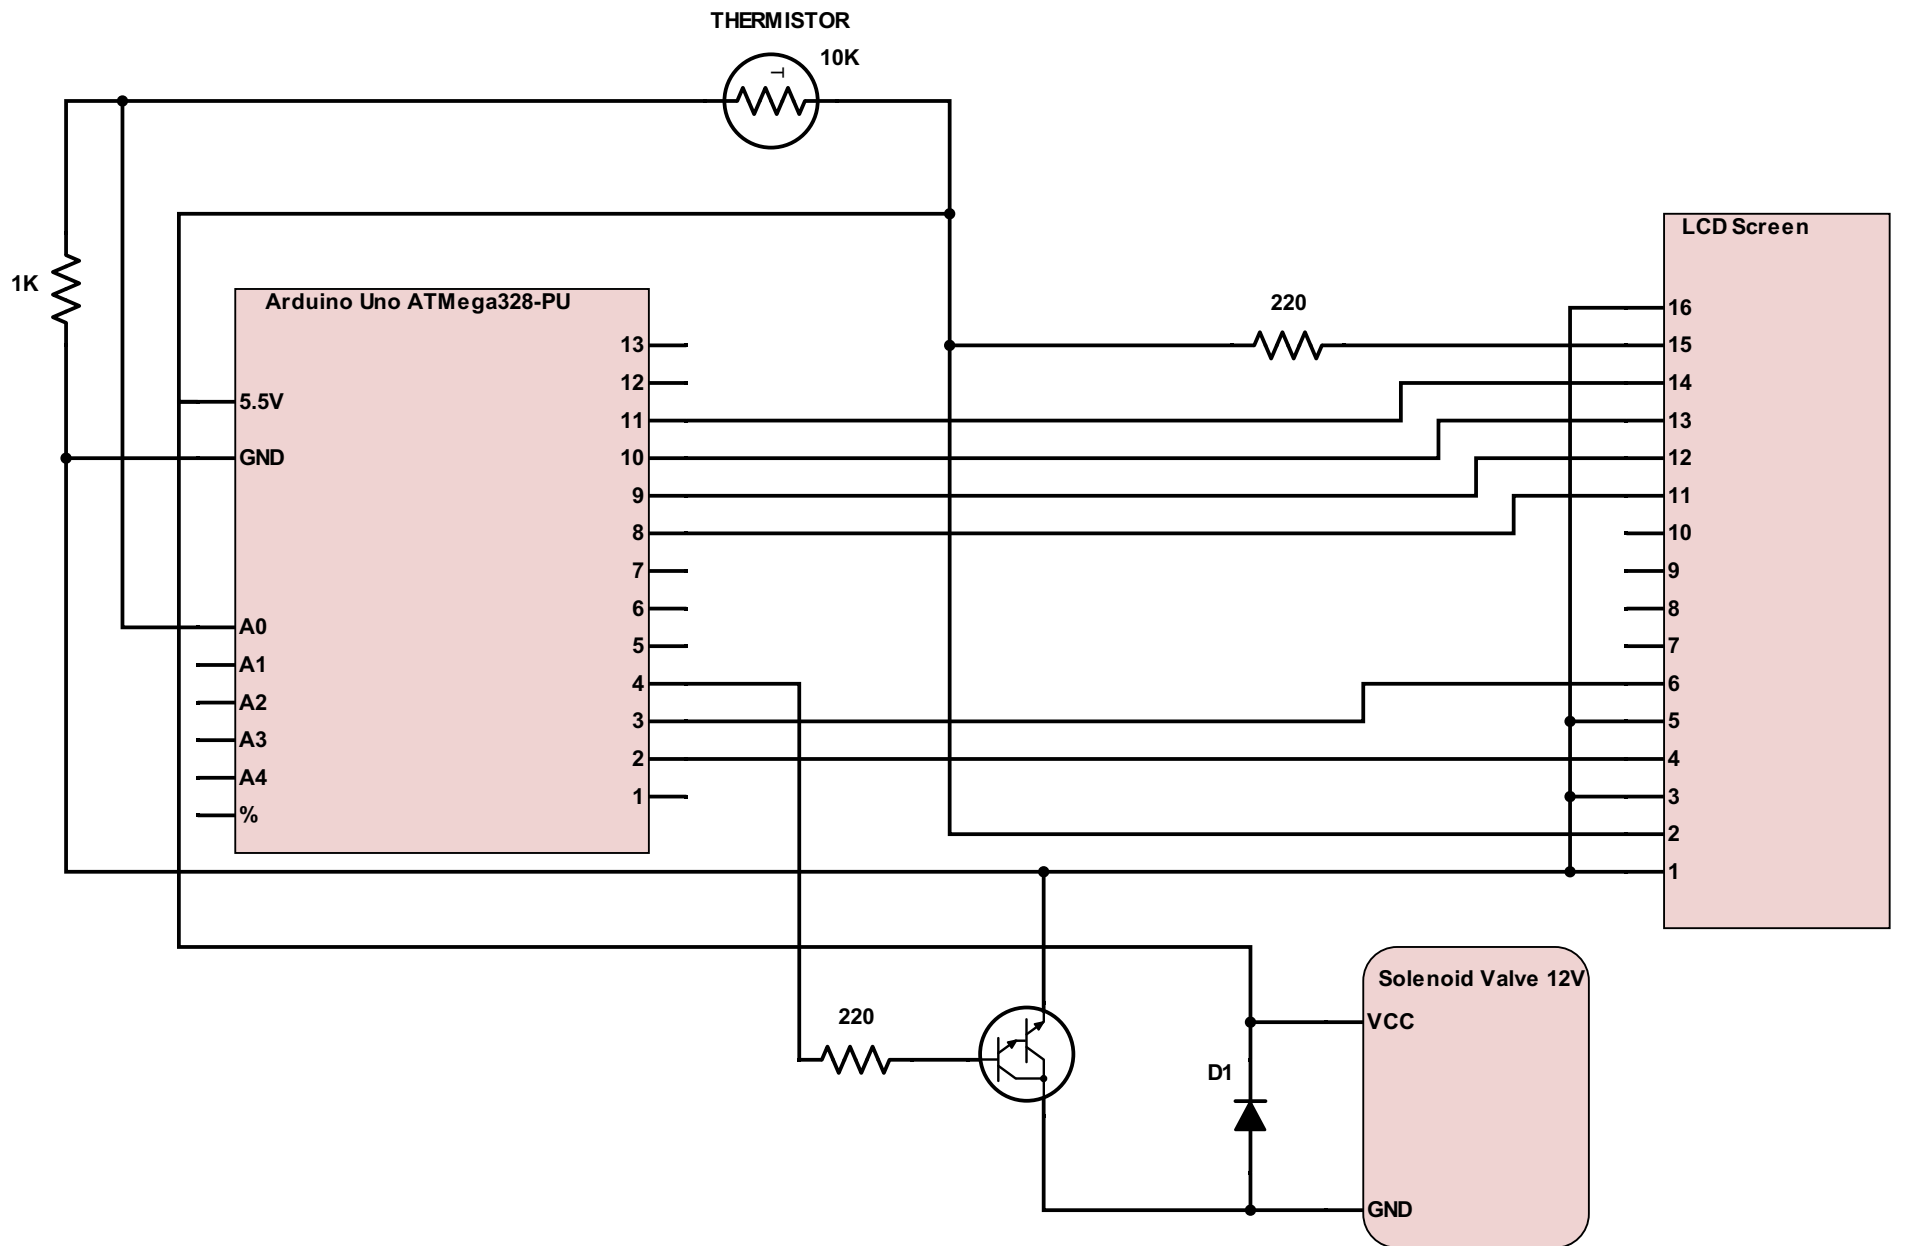 THERMISTOR
10K
T
1K
Arduino Uno ATMega328-PU
5.5V
GND
A0
A1
A2
A3
A4
%
13
12
11
10
9
8
7
6
5
4
3
2
1
220
LCD Screen
16
15
14
13
12
11
10
9
8
7
6
5
4
3
2
1
220
D1
Solenoid Valve 12V
VCC
GND